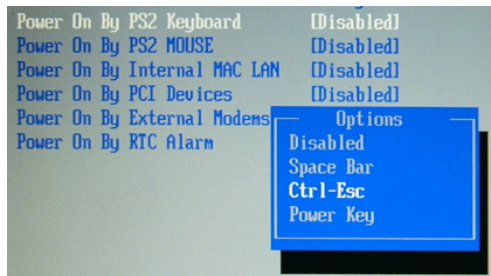 Power On By PS2 Keyboard [Disabled]
Power On By PS2 MOUSE [Disabled]
Power On By Internal MAC LAN [Disabled]
Power On By PCI Devices [Disabled]
Power On By External Modems
Power On By RTC Alarm
Options
Disabled
Space Bar
Ctrl-Esc
Power Key